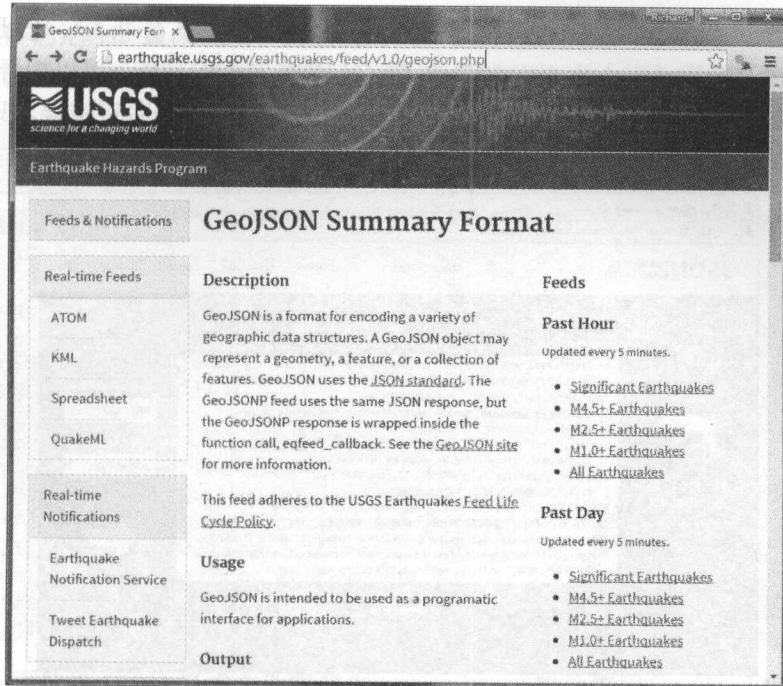 GeoJSON Summary Form
Richard
earthquake.usgs.gov/earthquakes/feed/v1.0/geojson.php
USGS
science for a changing world
Earthquake Hazards Program
Feeds & Notifications
Real-time Feeds
ATOM
KML
Spreadsheet
QuakeML
Real-time
Notifications
Earthquake
Notification Service
Tweet Earthquake
Dispatch
GeoJSON Summary Format
Description
GeoJSON is a format for encoding a variety of
geographic data structures. A GeoJSON object may
represent a geometry, a feature, or a collection of
features. GeoJSON uses the JSON standard. The
GeoJSONP feed uses the same JSON response, but
the GeoJSONP response is wrapped inside the
function call, eqfeed_callback. See the GeoJSON site
for more information.
This feed adheres to the USGS Earthquakes Feed Life
Cycle Policy.
Usage
GeoJSON is intended to be used as a programatic
interface for applications.
Output
Feeds
Past Hour
Updated every 5 minutes.
Significant Earthquakes
M4.5+ Earthquakes
M2.5+ Earthquakes
M1.0+ Earthquakes
All Earthquakes
Past Day
Updated every 5 minutes.
Significant Earthquakes
M4.5+ Earthquakes
M2.5+ Earthquakes
M1.0+ Earthquakes
All Earthquakes